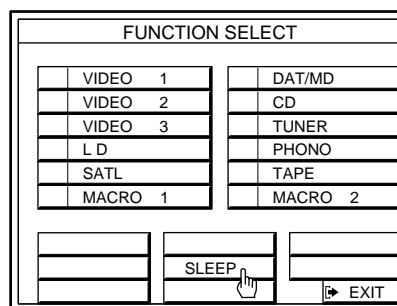 FUNCTION SELECT
VIDEO 1
VIDEO 2
VIDEO 3
L D
SATL
MACRO 1
DAT/MD
CD
TUNER
PHONO
TAPE
MACRO 2
SLEEP
EXIT